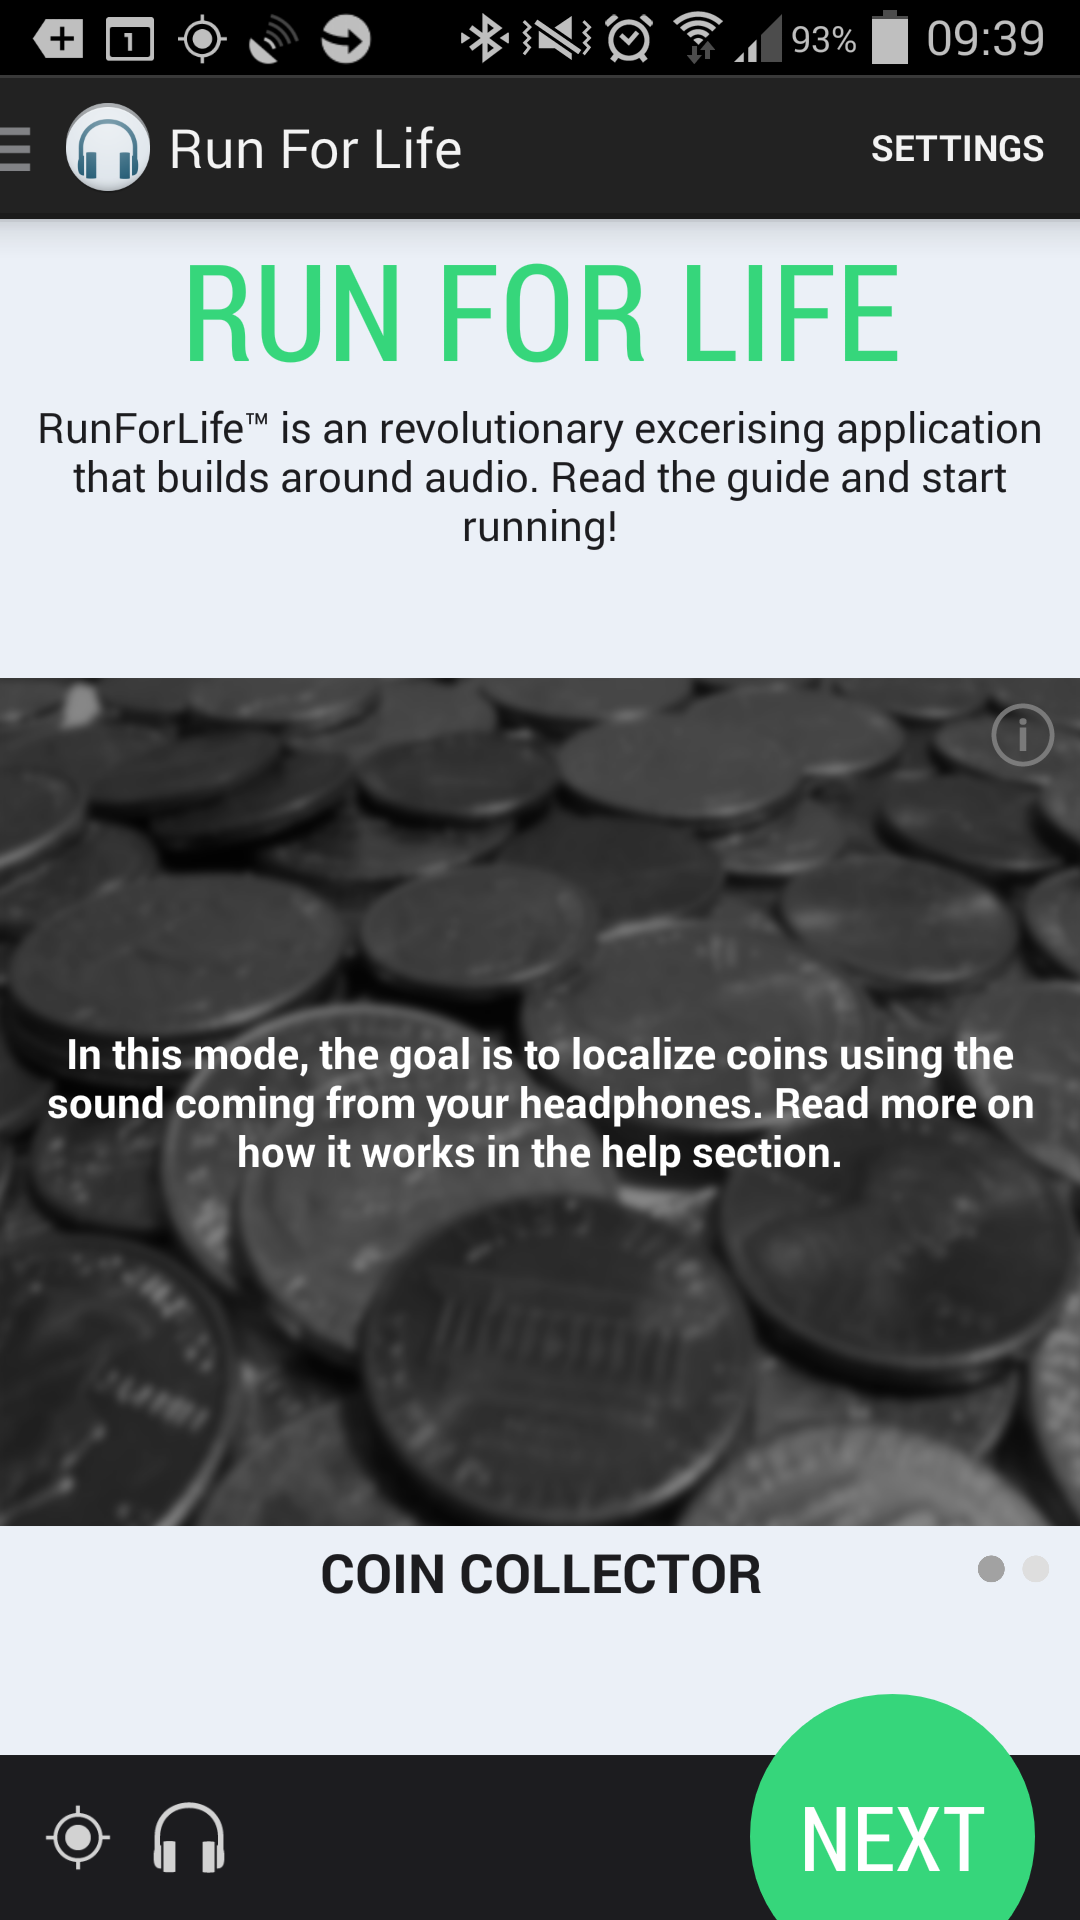 1
93% 09:39
Run For Life SETTINGS
RUN FOR LIFE
RunForLife™ is an revolutionary excerising application
that builds around audio. Read the guide and start
running!
i
In this mode, the goal is to localize coins using the
sound coming from your headphones. Read more on
how it works in the help section.
COIN COLLECTOR
NEXT